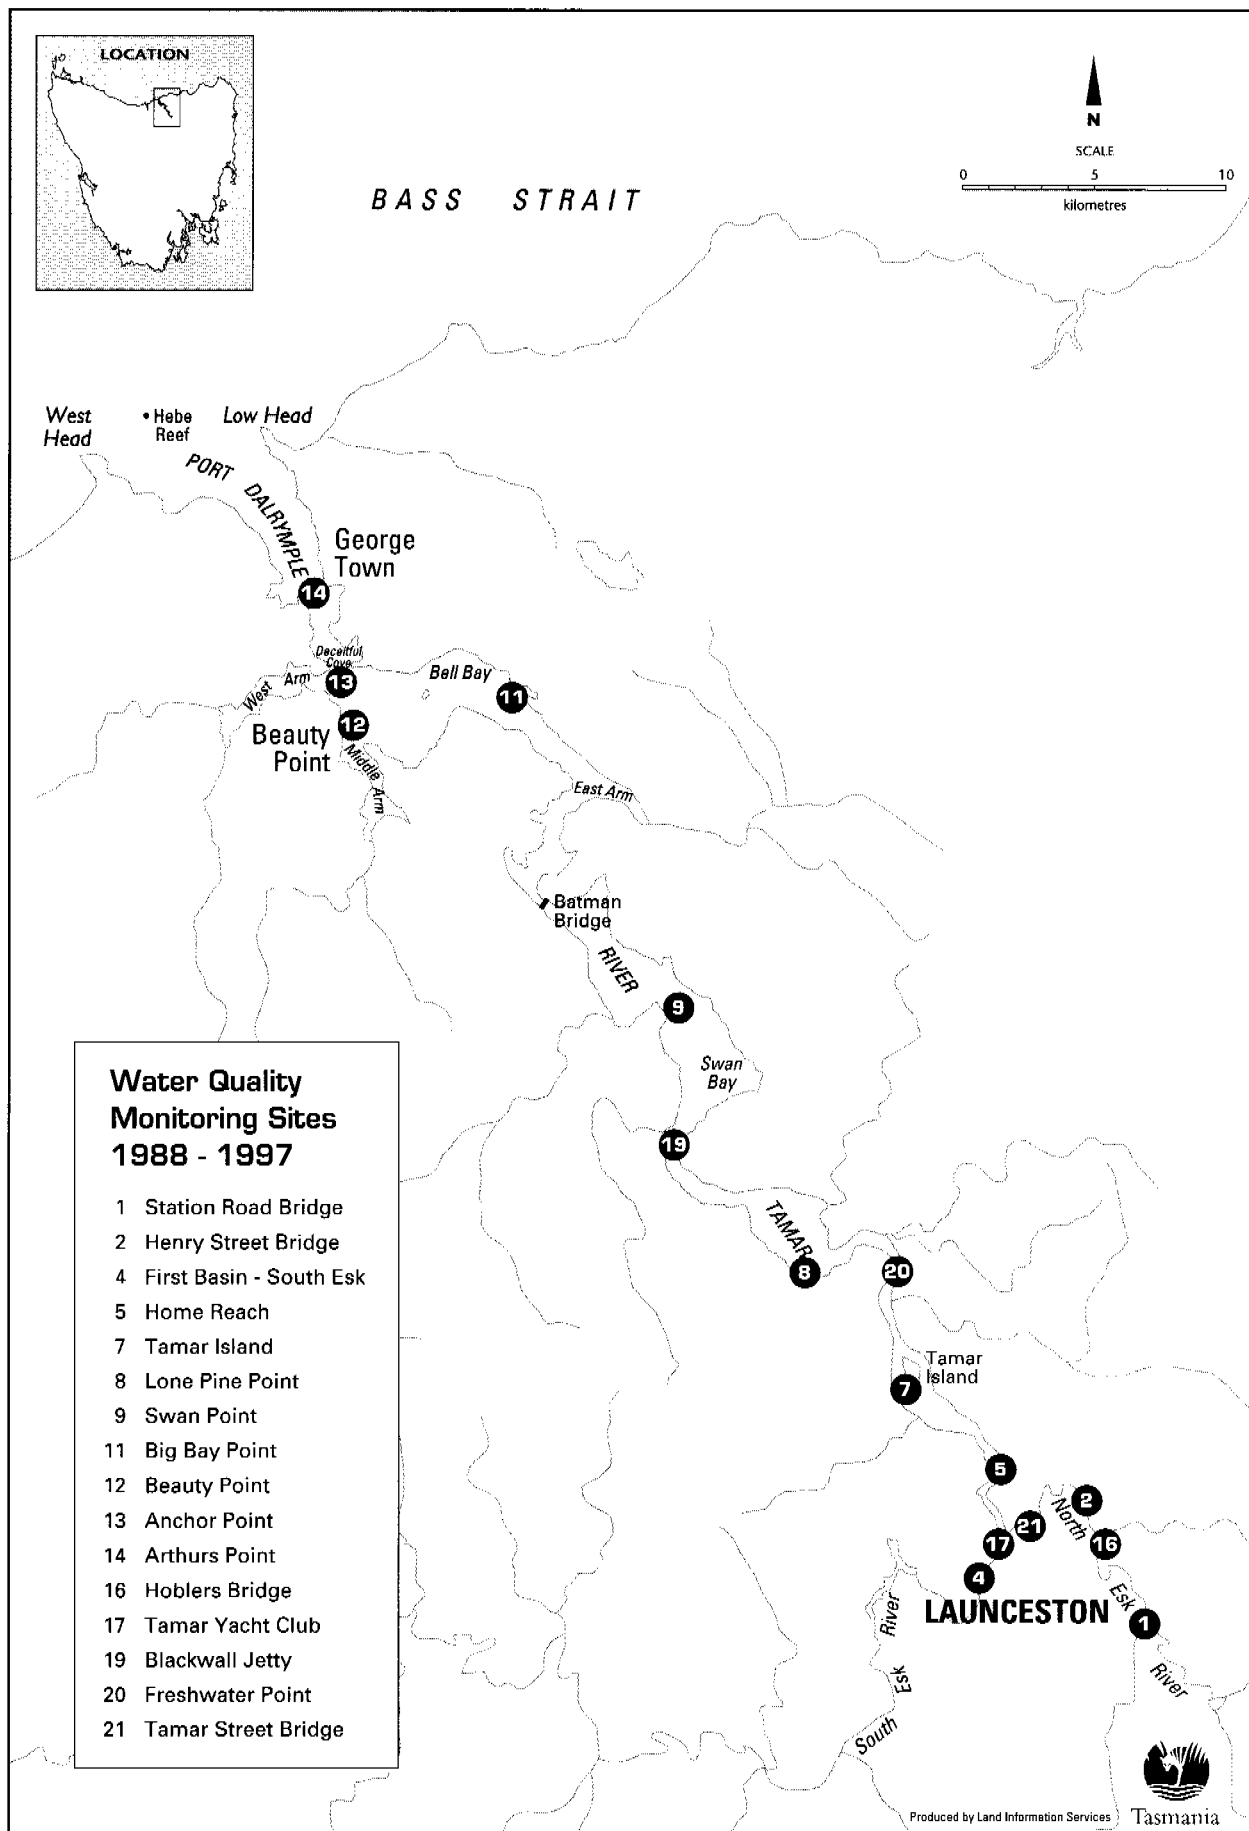 LOCATION
N
SCALE
0 5 10
kilometres
BASS STRAIT
West
Head
Hebe
Reef
Low Head
PORT DALRYMPLE
George
Town
14
Deceitful
Cove
West Arm
13
Bell Bay
11
12
Beauty
Point
Middle Arm
East Arm
Batman
Bridge
RIVER
9
Swan
Bay
19
TAMAR
8
20
Tamar
Island
7
5
2
North
21
17
16
4
Esk
LAUNCESTON
1
River
River
Esk
South
Water Quality
Monitoring Sites
1988 - 1997
1 Station Road Bridge
2 Henry Street Bridge
4 First Basin - South Esk
5 Home Reach
7 Tamar Island
8 Lone Pine Point
9 Swan Point
11 Big Bay Point
12 Beauty Point
13 Anchor Point
14 Arthurs Point
16 Hoblers Bridge
17 Tamar Yacht Club
19 Blackwall Jetty
20 Freshwater Point
21 Tamar Street Bridge
Produced by Land Information Services
Tasmania